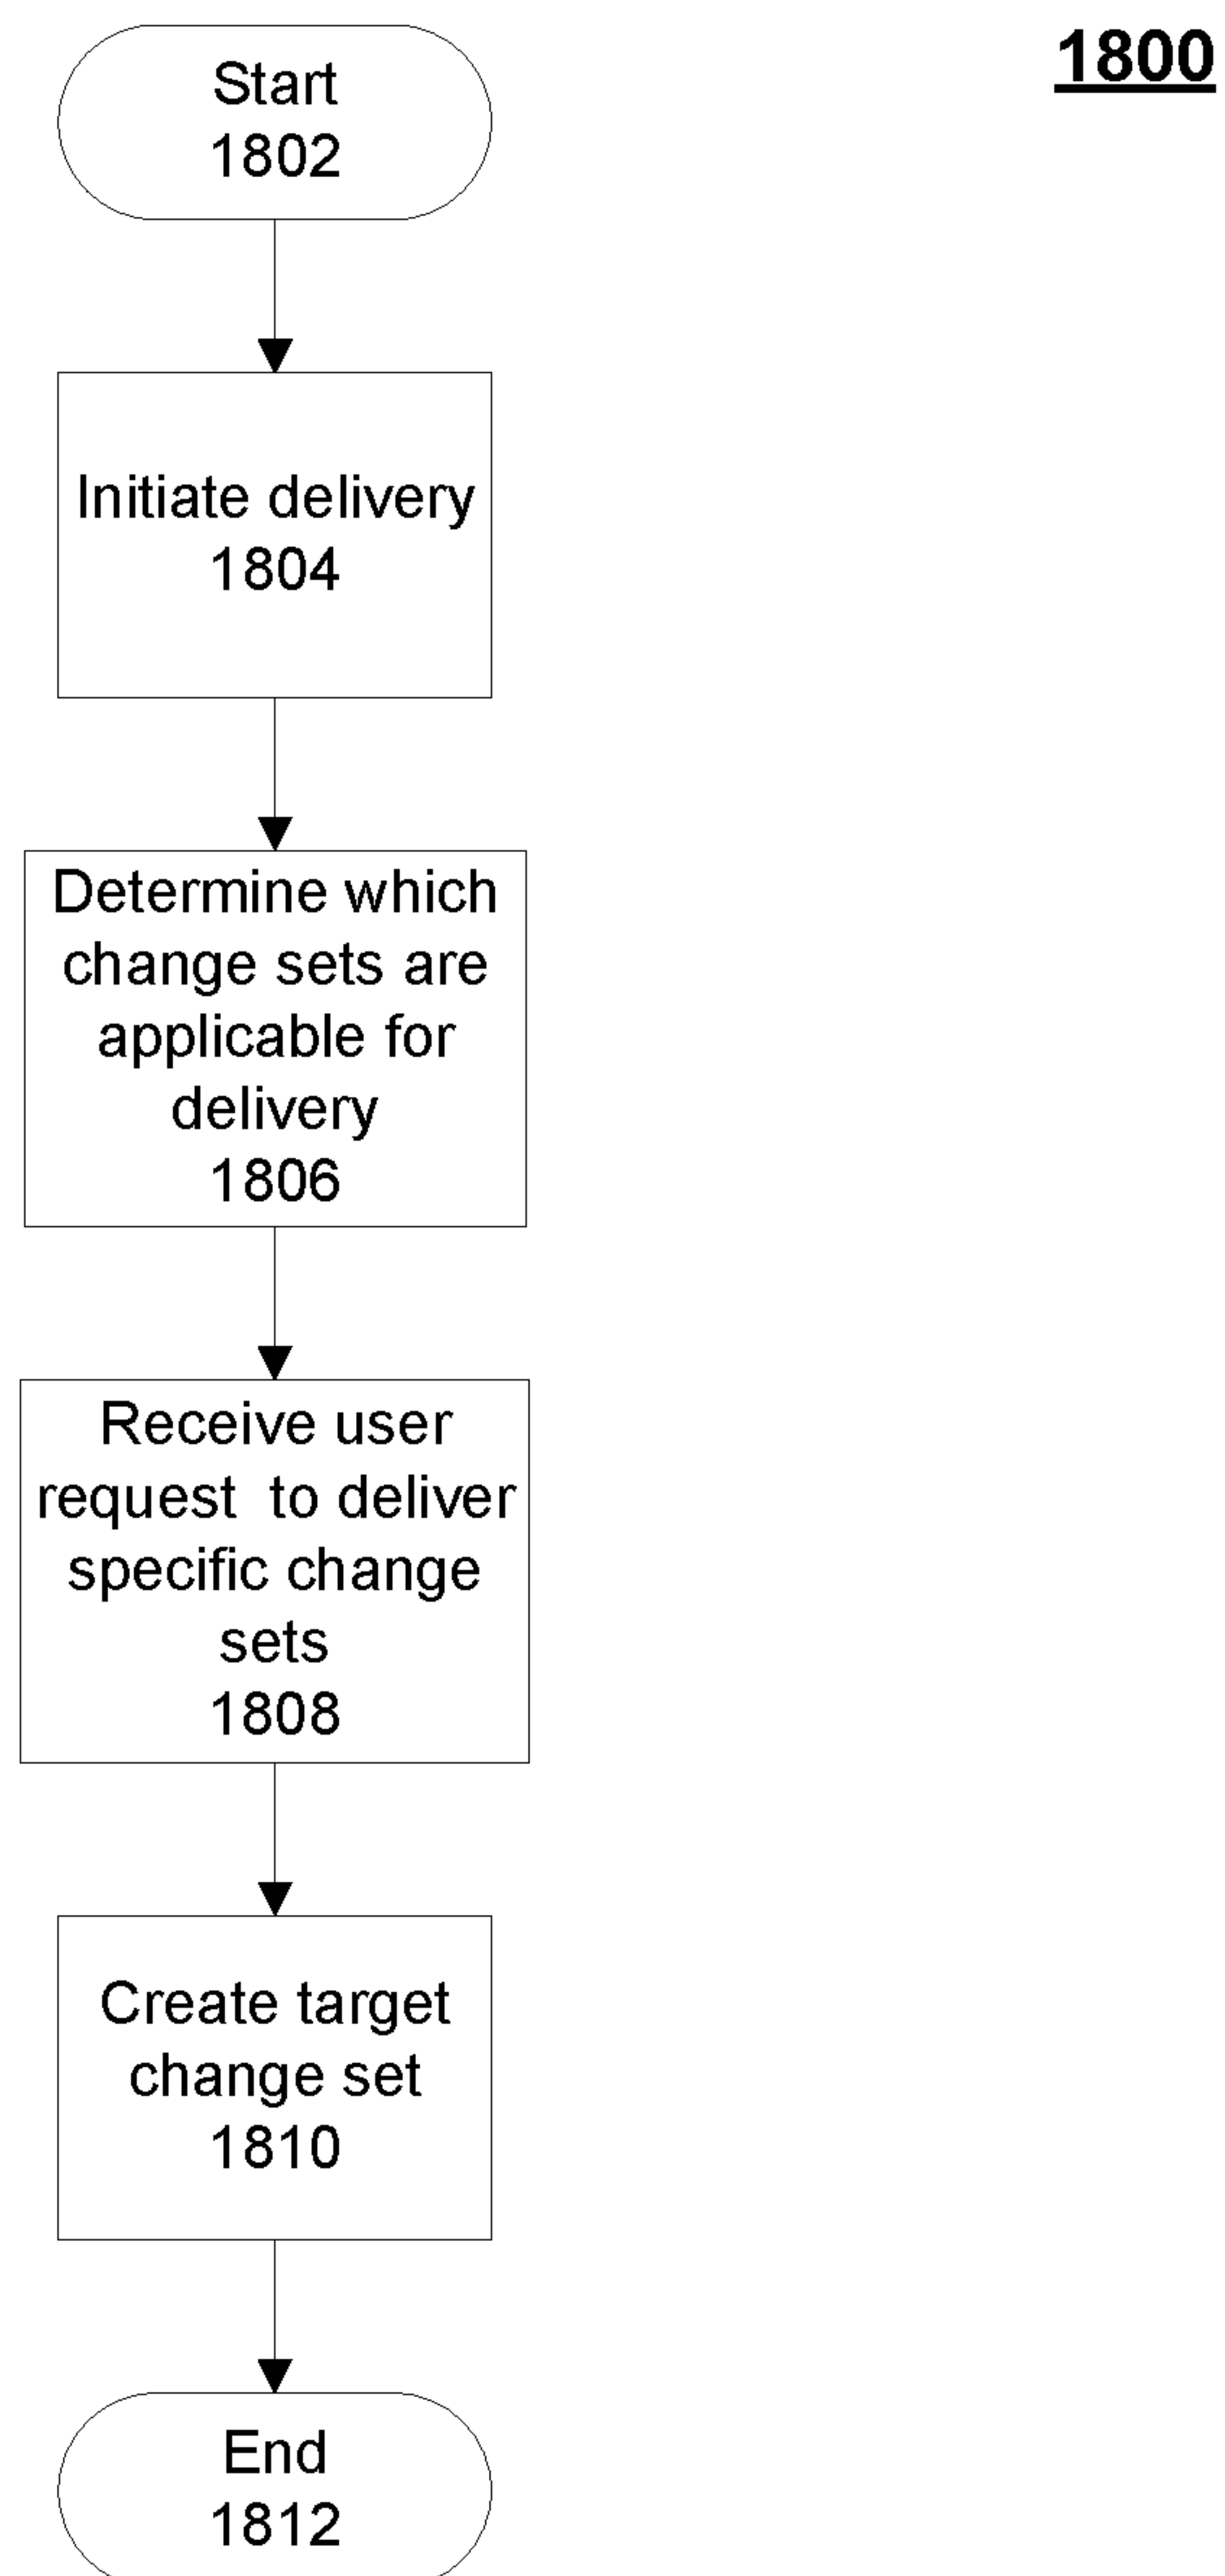 1800
Start
1802
Initiate delivery
1804
Determine which
change sets are
applicable for
delivery
1806
Receive user
request to deliver
specific change
sets
1808
Create target
change set
1810
End
1812